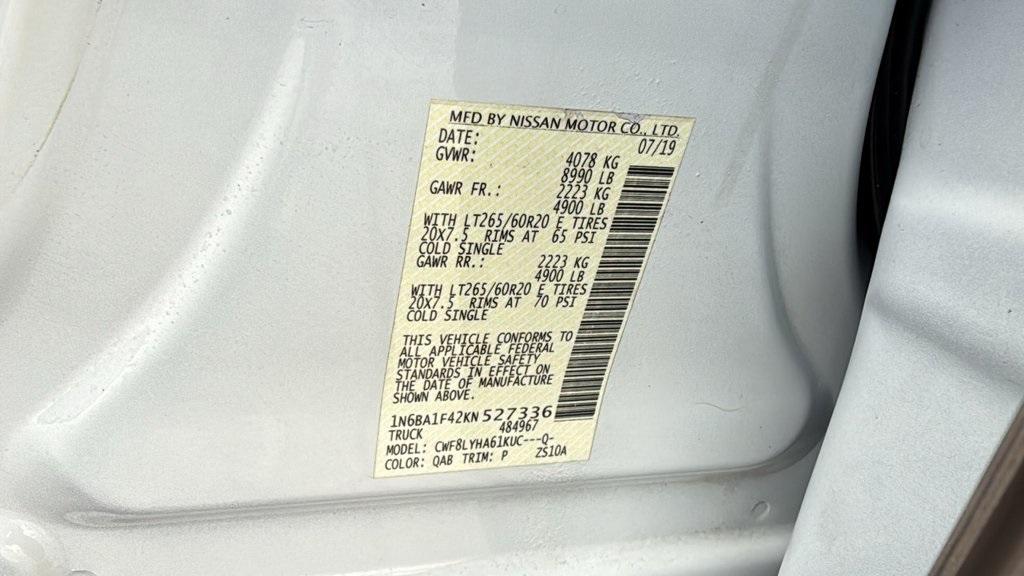 MFD BY NISSAN MOTOR CO., LTD.
DATE: 07/19
GVWR: 4078 KG
8990 LB
GAWR FR.: 2223 KG
4900 LB
WITH LT265/60R20 E TIRES
20X7.5 RIMS AT 65 PSI
COLD SINGLE
GAWR RR.: 2223 KG
4900 LB
WITH LT265/60R20 E TIRES
20X7.5 RIMS AT 70 PSI
COLD SINGLE
THIS VEHICLE CONFORMS TO
ALL APPLICABLE FEDERAL
MOTOR VEHICLE SAFETY
STANDARDS IN EFFECT ON
THE DATE OF MANUFACTURE
SHOWN ABOVE.
1N6BA1F42KN 527336
TRUCK 484967
MODEL: CWF8LYHA61KUC---Q-
COLOR: QAB TRIM: P ZS10A